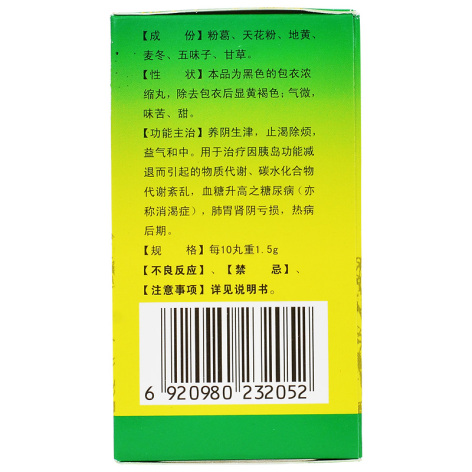 【成　份】粉葛、天花粉、地黄、
麦冬、五味子、甘草。
【性　状】本品为黑色的包衣浓
缩丸，除去包衣后显黄褐色；气微，
味苦、甜。
【功能主治】养阴生津，止渴除烦，
益气和中。用于治疗因胰岛功能
减退而引起的物质代谢、碳水化合物
代谢紊乱，血糖升高之糖尿病（亦
称消渴症），肺胃肾阴亏损，热病
后期。
【规　格】每10丸重1.5g
【不良反应】、【禁　忌】、
【注意事项】详见说明书。
6 920980 232052